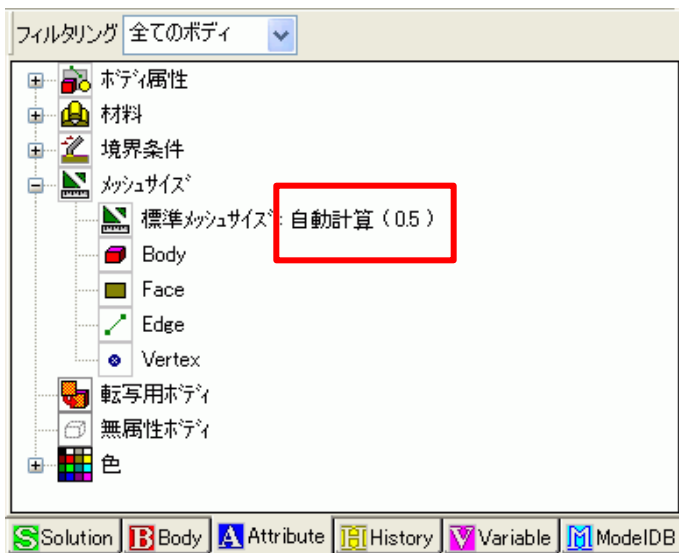 フィルタリング 全てのボディ
ボディ属性
材料
境界条件
メッシュサイズ
標準メッシュサイズ: 自動計算 ( 0.5 )
Body
Face
Edge
Vertex
転写用ボディ
無属性ボディ
色
S Solution B Body A Attribute H History V Variable M ModelDB